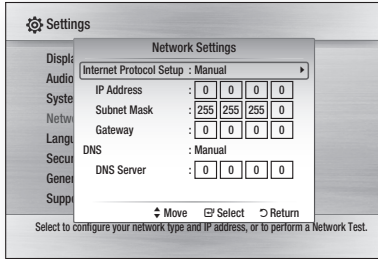 Settings
Network Settings
Internet Protocol Setup : Manual
IP Address : 0 0 0 0
Subnet Mask : 255 255 255 0
Gateway : 0 0 0 0
DNS : Manual
DNS Server : 0 0 0 0
Move Select Return
Displa
Audio
Syste
Netw
Langu
Secur
Gener
Suppo
Select to configure your network type and IP address, or to perform a Network Test.